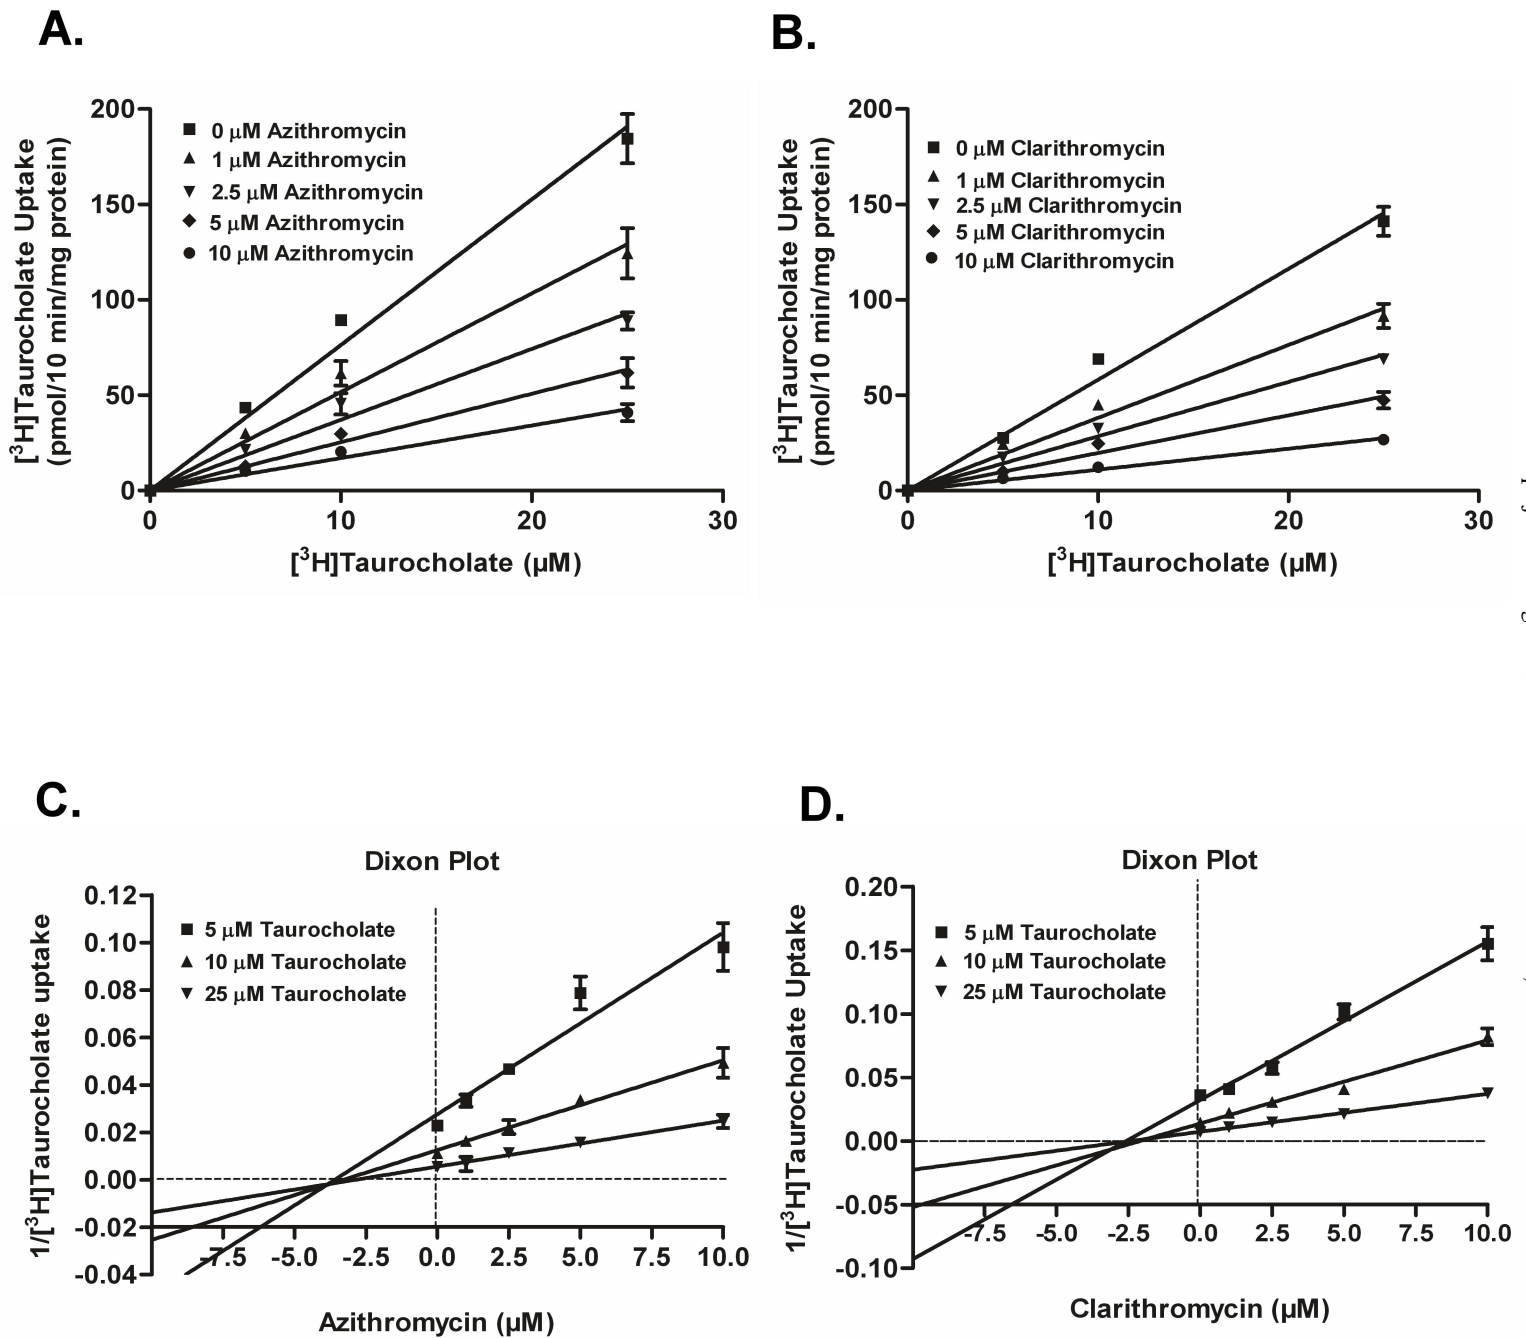 A.
[³H]Taurocholate Uptake
(pmol/10 min/mg protein)
200
150
100
50
0
0 µM Azithromycin
1 µM Azithromycin
2.5 µM Azithromycin
5 µM Azithromycin
10 µM Azithromycin
0
10
20
30
[³H]Taurocholate (µM)
B.
[³H]Taurocholate Uptake
(pmol/10 min/mg protein)
200
150
100
50
0
0 µM Clarithromycin
1 µM Clarithromycin
2.5 µM Clarithromycin
5 µM Clarithromycin
10 µM Clarithromycin
0
10
20
30
[³H]Taurocholate (µM)
C.
Dixon Plot
1/[³H]Taurocholate uptake
0.12
0.10
0.08
0.06
0.04
0.02
0.00
-0.02
-0.04
5 µM Taurocholate
10 µM Taurocholate
25 µM Taurocholate
-7.5
-5.0
-2.5
0.0
2.5
5.0
7.5
10.0
Azithromycin (µM)
D.
Dixon Plot
1/[³H]Taurocholate Uptake
0.20
0.15
0.10
0.05
0.00
-0.05
-0.10
5 µM Taurocholate
10 µM Taurocholate
25 µM Taurocholate
-7.5
-5.0
-2.5
0.0
2.5
5.0
7.5
10.0
Clarithromycin (µM)